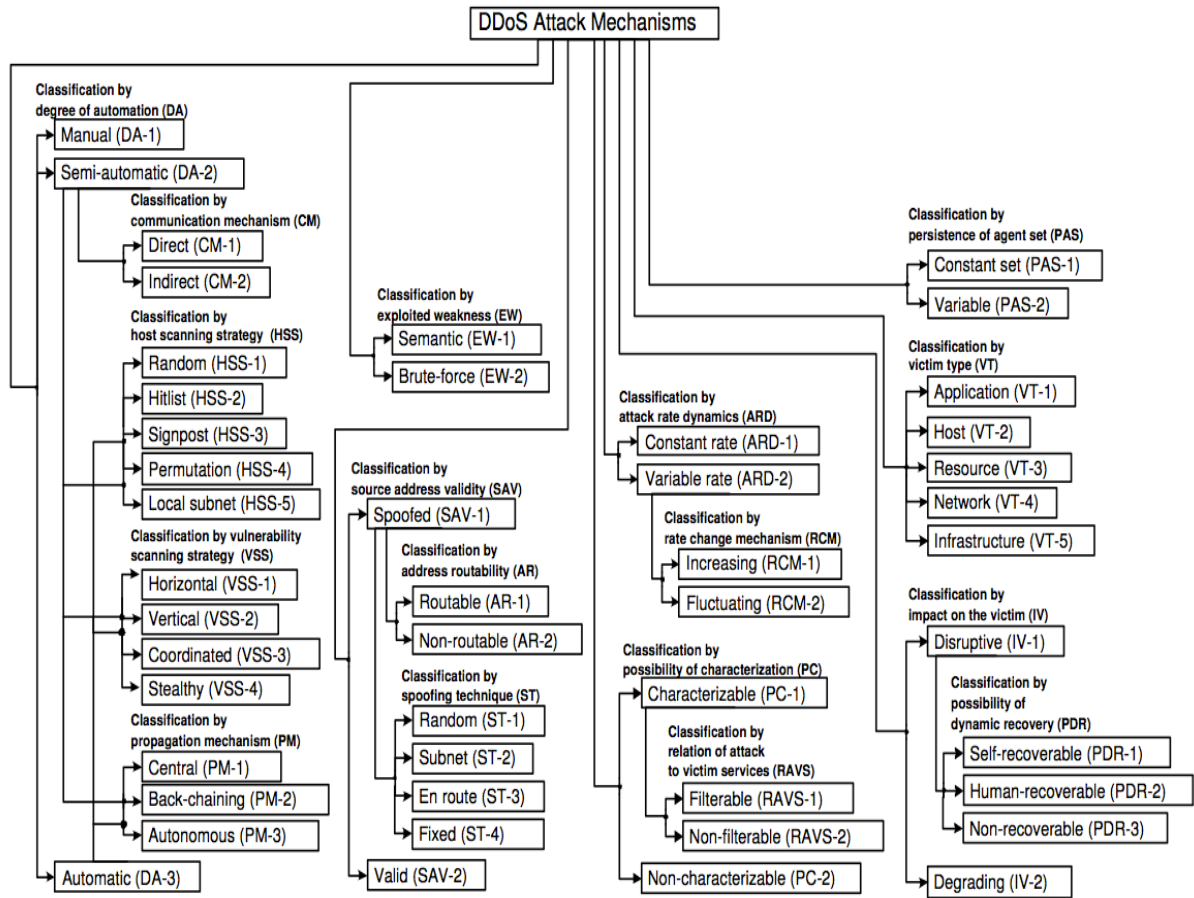 DDoS Attack Mechanisms
Classification by
degree of automation (DA)
Manual (DA-1)
Semi-automatic (DA-2)
Classification by
communication mechanism (CM)
Direct (CM-1)
Indirect (CM-2)
Classification by
host scanning strategy (HSS)
Random (HSS-1)
Hitlist (HSS-2)
Signpost (HSS-3)
Permutation (HSS-4)
Local subnet (HSS-5)
Classification by vulnerability
scanning strategy (VSS)
Horizontal (VSS-1)
Vertical (VSS-2)
Coordinated (VSS-3)
Stealthy (VSS-4)
Classification by
propagation mechanism (PM)
Central (PM-1)
Back-chaining (PM-2)
Autonomous (PM-3)
Automatic (DA-3)
Classification by
exploited weakness (EW)
Semantic (EW-1)
Brute-force (EW-2)
Classification by
source address validity (SAV)
Spoofed (SAV-1)
Classification by
address routability (AR)
Routable (AR-1)
Non-routable (AR-2)
Classification by
spoofing technique (ST)
Random (ST-1)
Subnet (ST-2)
En route (ST-3)
Fixed (ST-4)
Valid (SAV-2)
Classification by
attack rate dynamics (ARD)
Constant rate (ARD-1)
Variable rate (ARD-2)
Classification by
rate change mechanism (RCM)
Increasing (RCM-1)
Fluctuating (RCM-2)
Classification by
possibility of characterization (PC)
Characterizable (PC-1)
Classification by
relation of attack
to victim services (RAVS)
Filterable (RAVS-1)
Non-filterable (RAVS-2)
Non-characterizable (PC-2)
Classification by
persistence of agent set (PAS)
Constant set (PAS-1)
Variable (PAS-2)
Classification by
victim type (VT)
Application (VT-1)
Host (VT-2)
Resource (VT-3)
Network (VT-4)
Infrastructure (VT-5)
Classification by
impact on the victim (IV)
Disruptive (IV-1)
Classification by
possibility of
dynamic recovery (PDR)
Self-recoverable (PDR-1)
Human-recoverable (PDR-2)
Non-recoverable (PDR-3)
Degrading (IV-2)